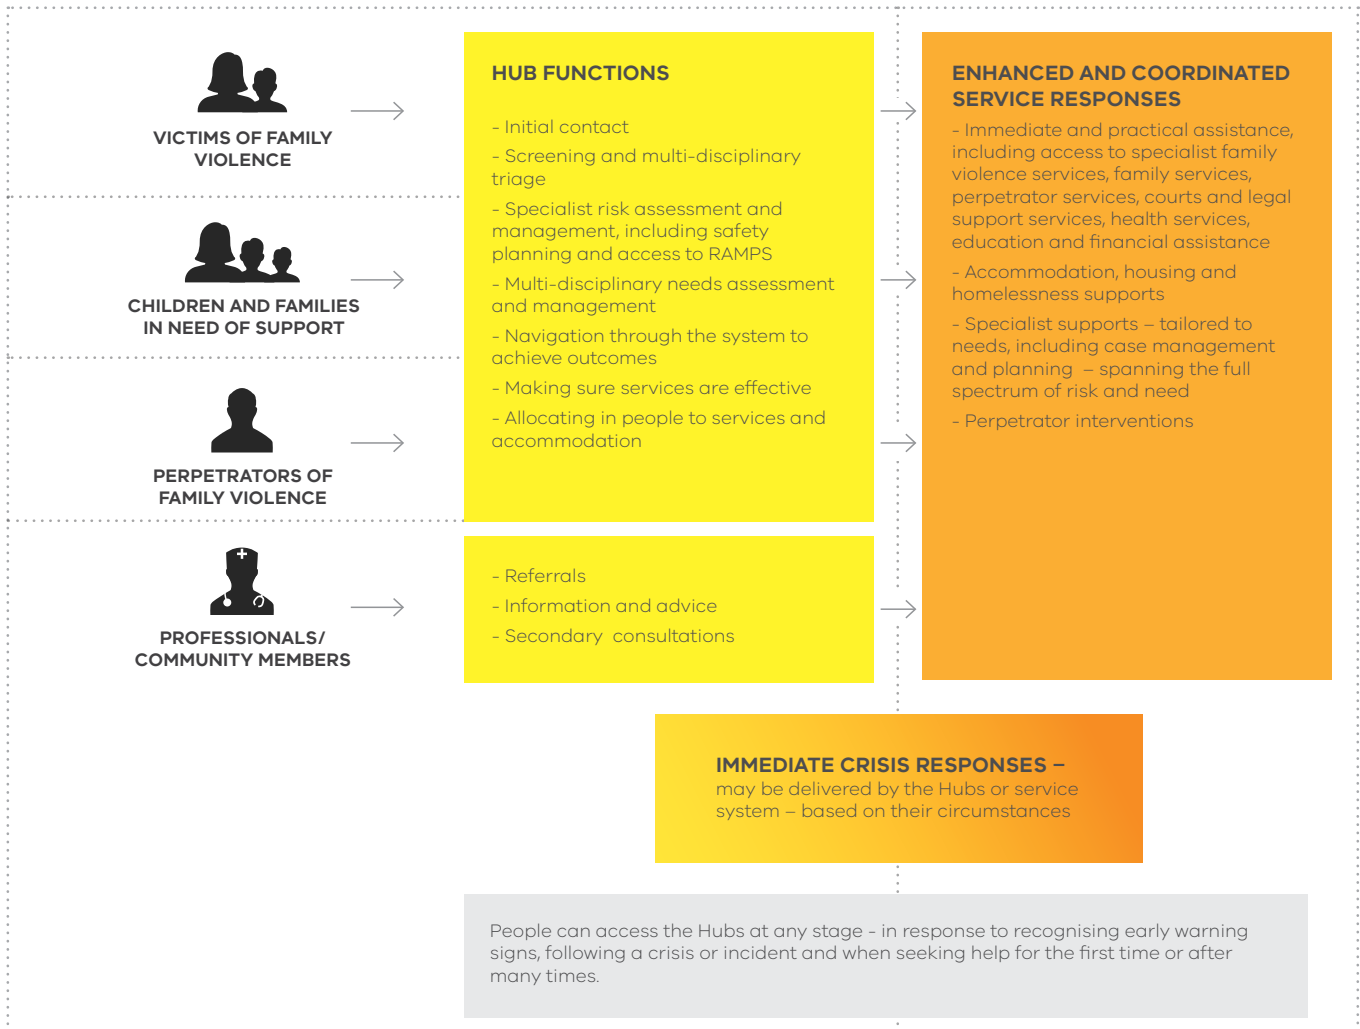 VICTIMS OF FAMILY
VIOLENCE
CHILDREN AND FAMILIES
IN NEED OF SUPPORT
PERPETRATORS OF
FAMILY VIOLENCE
PROFESSIONALS/
COMMUNITY MEMBERS
HUB FUNCTIONS
- Initial contact
- Screening and multi-disciplinary
triage
- Specialist risk assessment and
management, including safety
planning and access to RAMPS
- Multi-disciplinary needs assessment
and management
- Navigation through the system to
achieve outcomes
- Making sure services are effective
- Allocating in people to services and
accommodation
- Referrals
- Information and advice
- Secondary consultations
ENHANCED AND COORDINATED
SERVICE RESPONSES
- Immediate and practical assistance,
including access to specialist family
violence services, family services,
perpetrator services, courts and legal
support services, health services,
education and financial assistance
- Accommodation, housing and
homelessness supports
- Specialist supports – tailored to
needs, including case management
and planning – spanning the full
spectrum of risk and need
- Perpetrator interventions
IMMEDIATE CRISIS RESPONSES –
may be delivered by the Hubs or service
system – based on their circumstances
People can access the Hubs at any stage - in response to recognising early warning
signs, following a crisis or incident and when seeking help for the first time or after
many times.